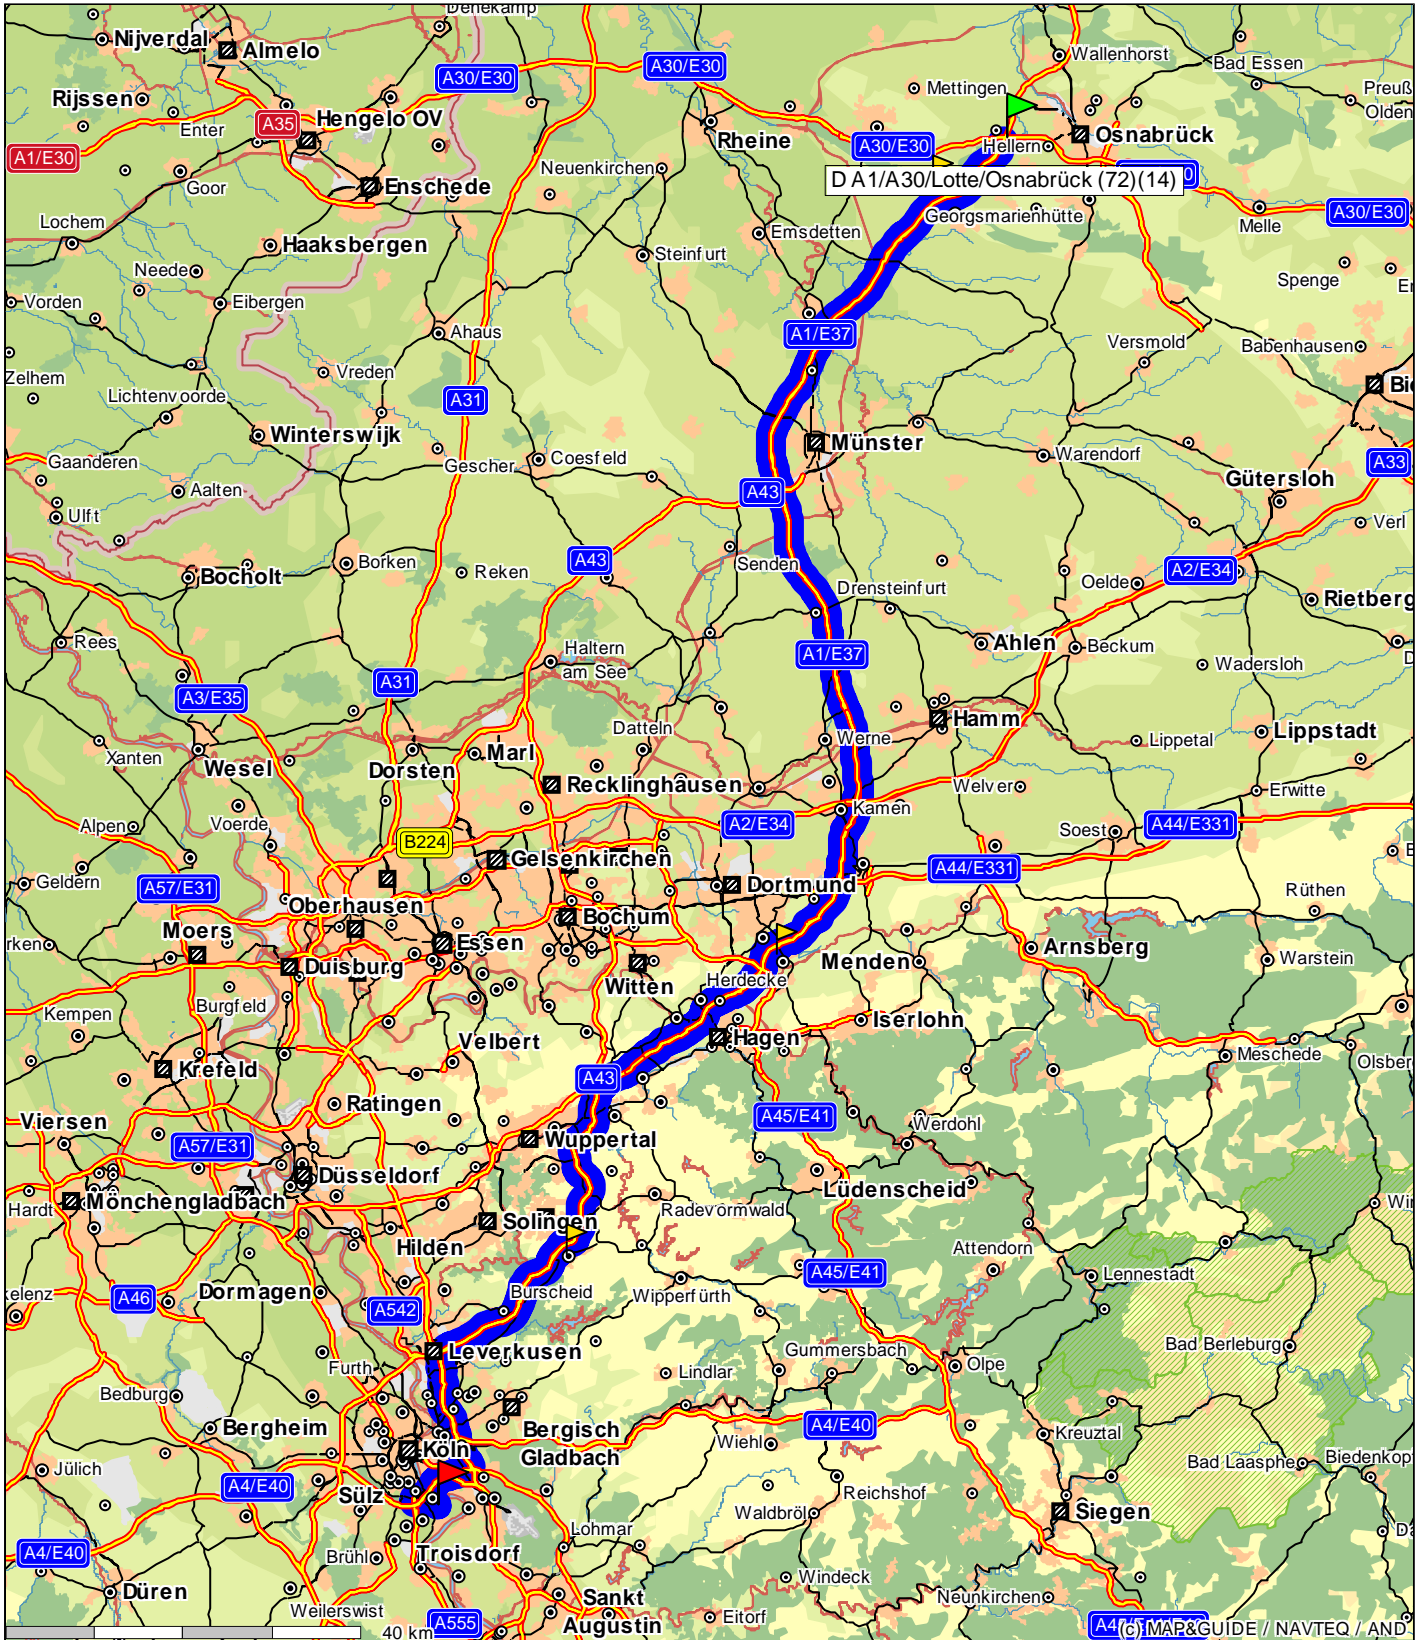 Denekamp
Nijverdal
Almelo
Wallenhorst
A30/E30
A30/E30
Bad Essen
Rijssen
Mettingen
Preuß
Olden
Enter
A35
Hengelo OV
Rheine
Osnabrück
A1/E30
A30/E30
Hellern
Neuenkirchen
Goor
Enschede
D A1/A30/Lotte/Osnabrück (72)(14)
Lochem
Georgsmarienhütte
A30/E30
Haaksbergen
Emsdetten
Melle
Steinfurt
Neede
Spenge
Vorden
Eibergen
Ahaus
A1/E37
Versmold
Babenhausen
Zelhem
Vreden
Lichtenvoorde
A31
Winterswijk
Münster
Gaanderen
Gescher
Coesfeld
Warendorf
A33
Gütersloh
Aalten
A43
Ulft
Verl
A43
Borken
Reken
Senden
Bocholt
Oelde
A2/E34
Drensteinfurt
Rietberg
Rees
Haltern
am See
A1/E37
Ahlen
Beckum
Wadersloh
A31
A3/E35
Hamm
Datteln
Werne
Lippetal
Lippstadt
Xanten
Wesel
Dorsten
Marl
Recklinghausen
Welver
Erwitte
Alpen
Voerde
Kamen
A2/E34
Soest
A44/E331
B224
Gelsenkirchen
A44/E331
Geldern
A57/E31
Dortmund
Rüthen
Oberhausen
Bochum
Moers
Essen
Arnsberg
Menden
Warstein
Duisburg
Witten
Herdecke
Burgfeld
Kempen
Iserlohn
Velbert
Hagen
Meschede
Krefeld
A43
Ratingen
A45/E41
Werdohl
Viersen
Wuppertal
A57/E31
Düsseldorf
Lüdenscheid
Mönchengladbach
Hardt
Radevormwald
Solingen
Hilden
Attendorn
A45/E41
Lennestadt
A46
Dormagen
Burscheid
Wipperfürth
A542
Bad Berleburg
Leverkusen
Gummersbach
Furth
Olpe
Lindlar
Bedburg
Bergheim
Bergisch
Gladbach
A4/E40
Köln
Wiehl
Kreuztal
Jülich
Bad Laasphe
A4/E40
Sülz
Reichshof
Waldbröl
Siegen
Lohmar
A4/E40
Brühl
Troisdorf
Windeck
Düren
Sankt
Augustin
Neunkirchen
Weilerswist
A555
Eitorf
40 km
(c) MAP&GUIDE / NAVTEQ / AND